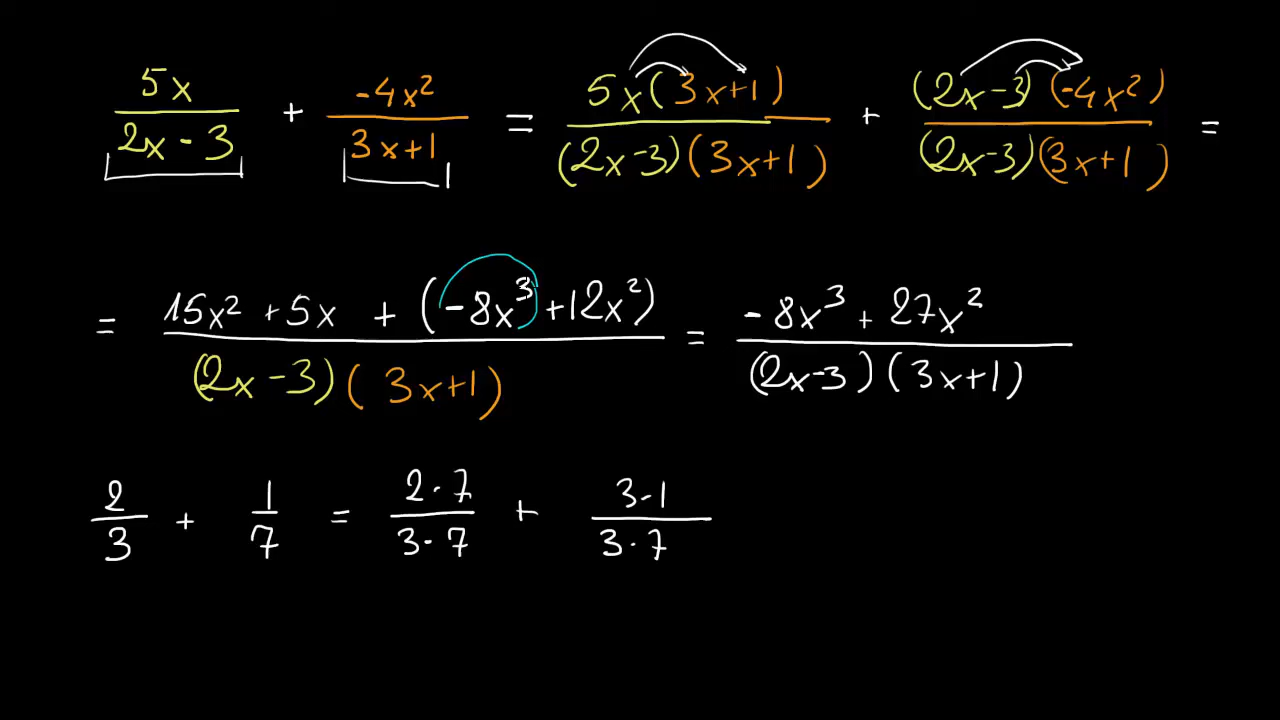 5x/(2x - 3) + -4x²/(3x+1) = 5x(3x+1)/((2x-3)(3x+1)) + (2x-3)(-4x²)/((2x-3)(3x+1)) =
= (15x² + 5x + (-8x³ + 12x²))/((2x-3)(3x+1)) = (-8x³ + 27x²)/((2x-3)(3x+1))
2/3 + 1/7 = (2·7)/(3·7) + (3·1)/(3·7)